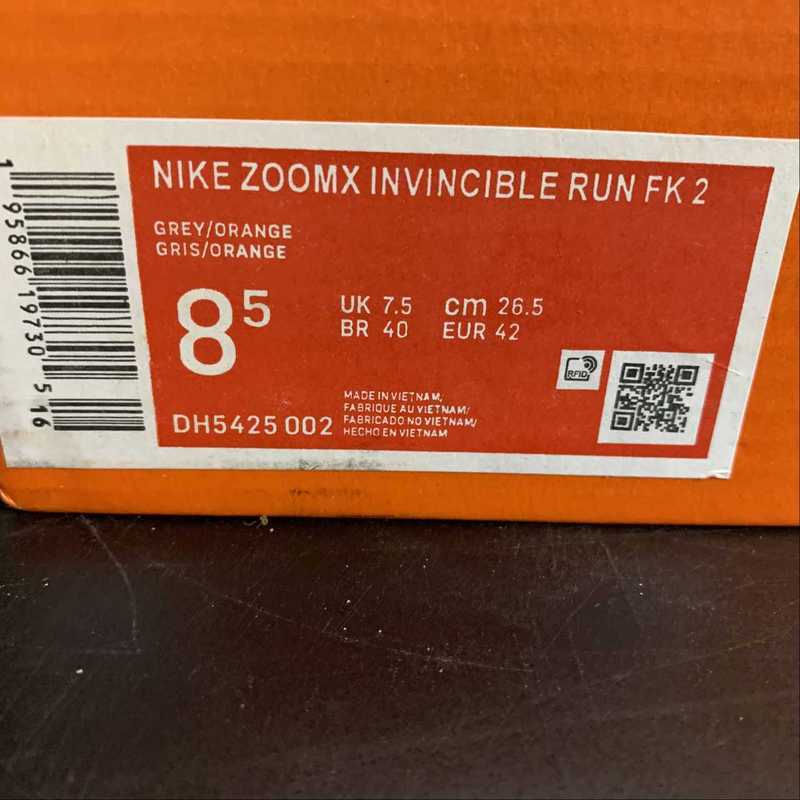 NIKE ZOOMX INVINCIBLE RUN FK 2
GREY/ORANGE
GRIS/ORANGE
8 5
UK 7.5 cm 26.5
BR 40 EUR 42
RFID
DH5425 002
MADE IN VIETNAM,
FABRIQUE AU VIETNAM/
FABRICADO NO VIETNAM/
HECHO EN VIETNAM
1 95866 19730 5 16